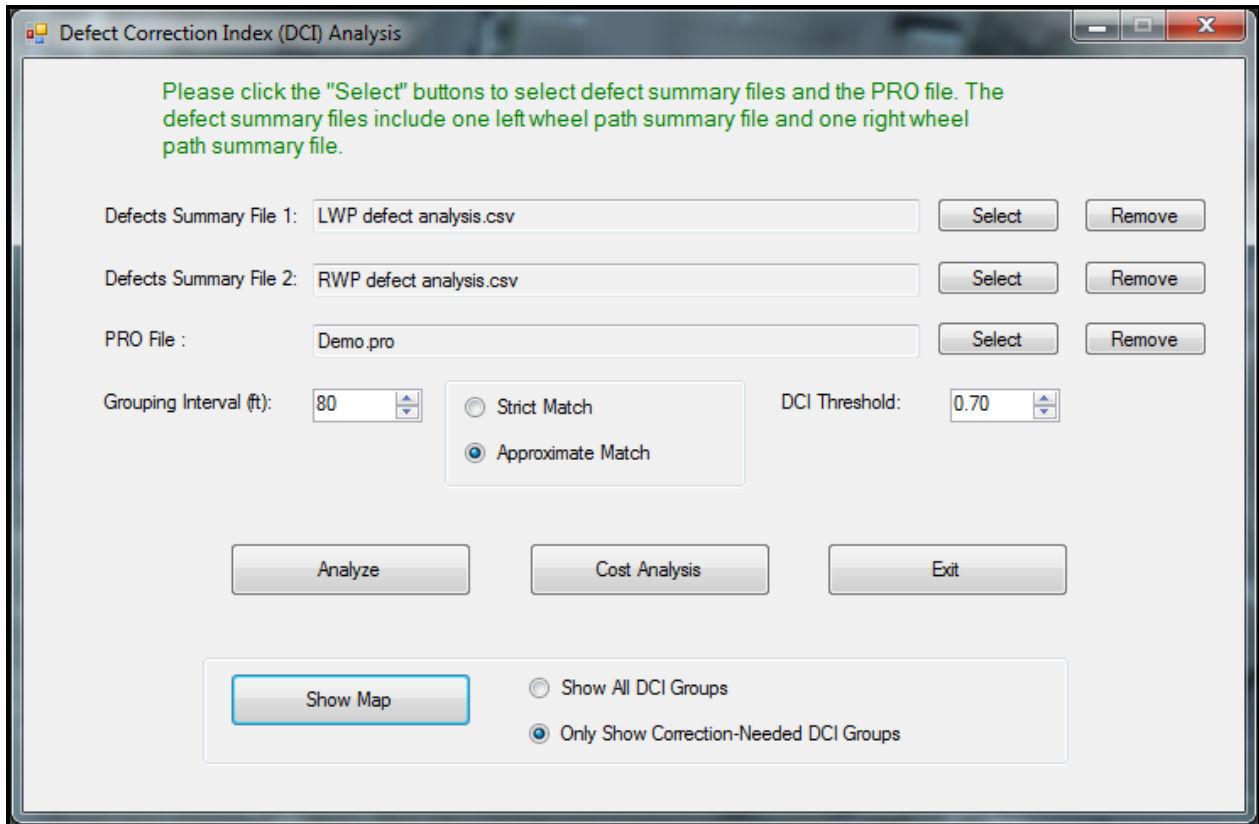 Defect Correction Index (DCI) Analysis
Please click the "Select" buttons to select defect summary files and the PRO file. The
defect summary files include one left wheel path summary file and one right wheel
path summary file.
Defects Summary File 1: LWP defect analysis.csv Select Remove
Defects Summary File 2: RWP defect analysis.csv Select Remove
PRO File : Demo.pro Select Remove
Grouping Interval (ft): 80 Strict Match DCI Threshold: 0.70
Approximate Match
Analyze Cost Analysis Exit
Show Map Show All DCI Groups
Only Show Correction-Needed DCI Groups